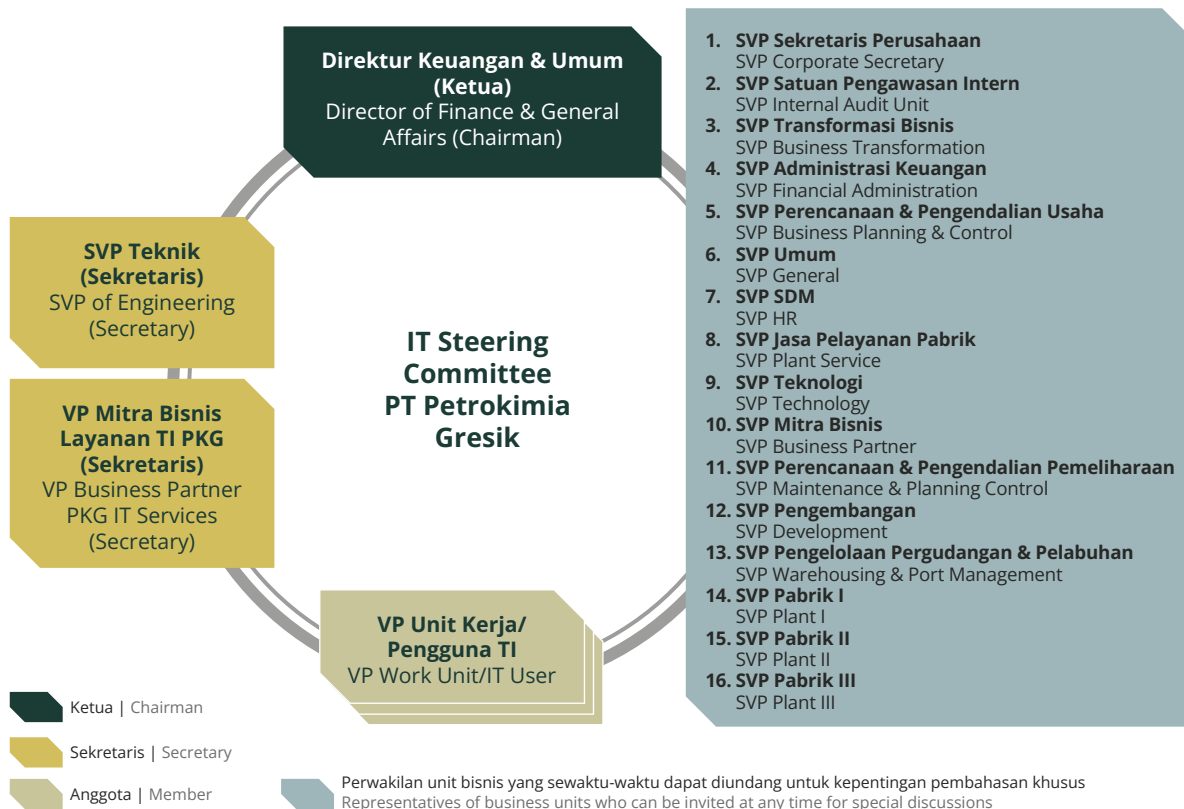 Direktur Keuangan & Umum
(Ketua)
Director of Finance & General
Affairs (Chairman)
SVP Teknik
(Sekretaris)
SVP of Engineering
(Secretary)
VP Mitra Bisnis
Layanan TI PKG
(Sekretaris)
VP Business Partner
PKG IT Services
(Secretary)
IT Steering
Committee
PT Petrokimia
Gresik
VP Unit Kerja/
Pengguna TI
VP Work Unit/IT User
1. SVP Sekretaris Perusahaan
SVP Corporate Secretary
2. SVP Satuan Pengawasan Intern
SVP Internal Audit Unit
3. SVP Transformasi Bisnis
SVP Business Transformation
4. SVP Administrasi Keuangan
SVP Financial Administration
5. SVP Perencanaan & Pengendalian Usaha
SVP Business Planning & Control
6. SVP Umum
SVP General
7. SVP SDM
SVP HR
8. SVP Jasa Pelayanan Pabrik
SVP Plant Service
9. SVP Teknologi
SVP Technology
10. SVP Mitra Bisnis
SVP Business Partner
11. SVP Perencanaan & Pengendalian Pemeliharaan
SVP Maintenance & Planning Control
12. SVP Pengembangan
SVP Development
13. SVP Pengelolaan Pergudangan & Pelabuhan
SVP Warehousing & Port Management
14. SVP Pabrik I
SVP Plant I
15. SVP Pabrik II
SVP Plant II
16. SVP Pabrik III
SVP Plant III
Ketua | Chairman
Sekretaris | Secretary
Anggota | Member
Perwakilan unit bisnis yang sewaktu-waktu dapat diundang untuk kepentingan pembahasan khusus
Representatives of business units who can be invited at any time for special discussions